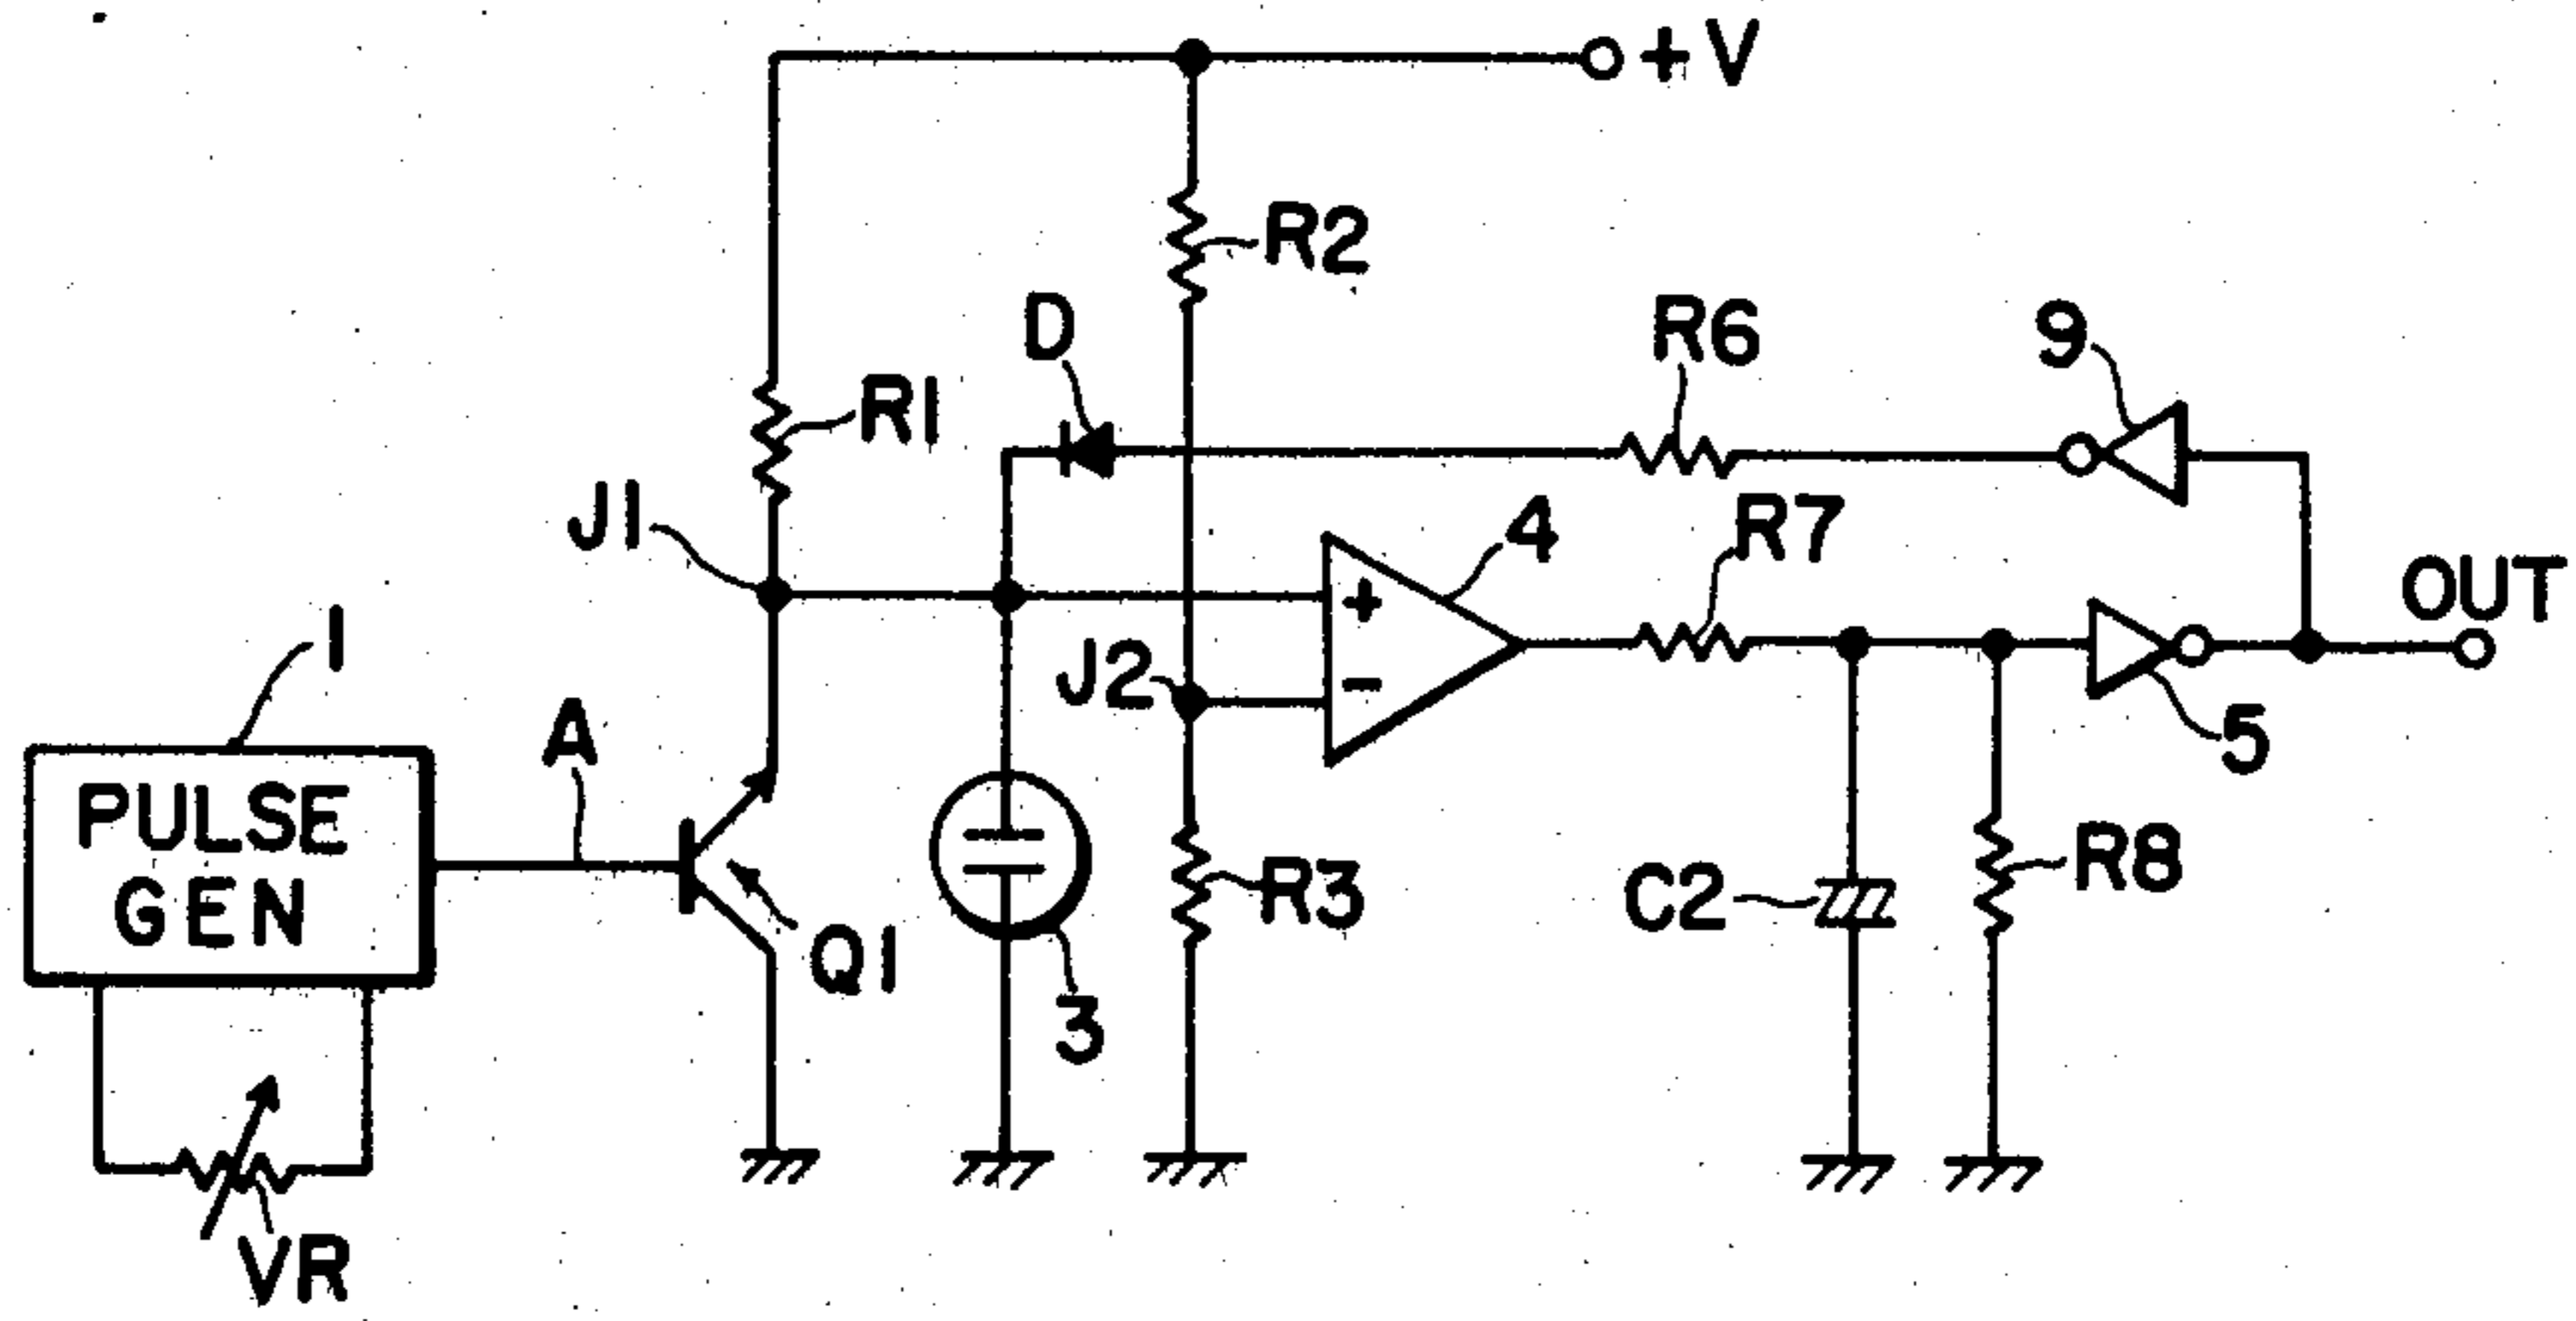 +V
R2
D
R6
9
R1
J1
4
R7
OUT
1
J2
A
5
PULSE
GEN
R3
R8
C2
Q1
3
VR
+
-